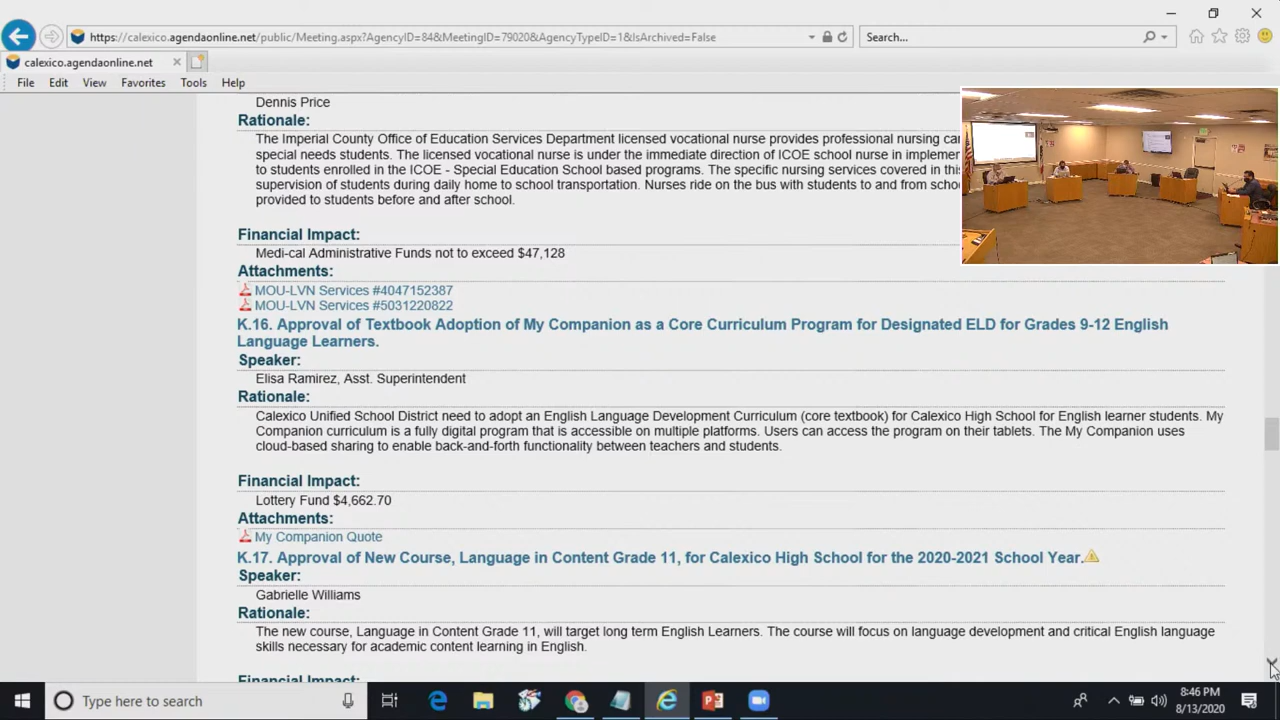 https://calexico.agendaonline.net/public/Meeting.aspx?AgencyID=84&MeetingID=79020&AgencyTypeID=1&IsArchived=False
Search...
calexico.agendaonline.net
File Edit View Favorites Tools Help
Dennis Price
Rationale:
The Imperial County Office of Education Services Department licensed vocational nurse provides professional nursing
special needs students. The licensed vocational nurse is under the immediate direction of ICOE school nurse in
to students enrolled in the ICOE - Special Education School based programs. The specific nursing services covered in this
supervision of students during daily home to school transportation. Nurses ride on the bus with students to and from
provided to students before and after school.
Financial Impact:
Medi-cal Administrative Funds not to exceed $47,128
Attachments:
MOU-LVN Services #4047152387
MOU-LVN Services #5031220822
K.16. Approval of Textbook Adoption of My Companion as a Core Curriculum Program for Designated ELD for Grades 9-12 English
Language Learners.
Speaker:
Elisa Ramirez, Asst. Superintendent
Rationale:
Calexico Unified School District need to adopt an English Language Development Curriculum (core textbook) for Calexico High School for English learner students. My
Companion curriculum is a fully digital program that is accessible on multiple platforms. Users can access the program on their tablets. The My Companion uses
cloud-based sharing to enable back-and-forth functionality between teachers and students.
Financial Impact:
Lottery Fund $4,662.70
Attachments:
My Companion Quote
K.17. Approval of New Course, Language in Content Grade 11, for Calexico High School for the 2020-2021 School Year.
Speaker:
Gabrielle Williams
Rationale:
The new course, Language in Content Grade 11, will target long term English Learners. The course will focus on language development and critical English language
skills necessary for academic content learning in English.
Financial Impact:
Type here to search
8:46 PM
8/13/2020